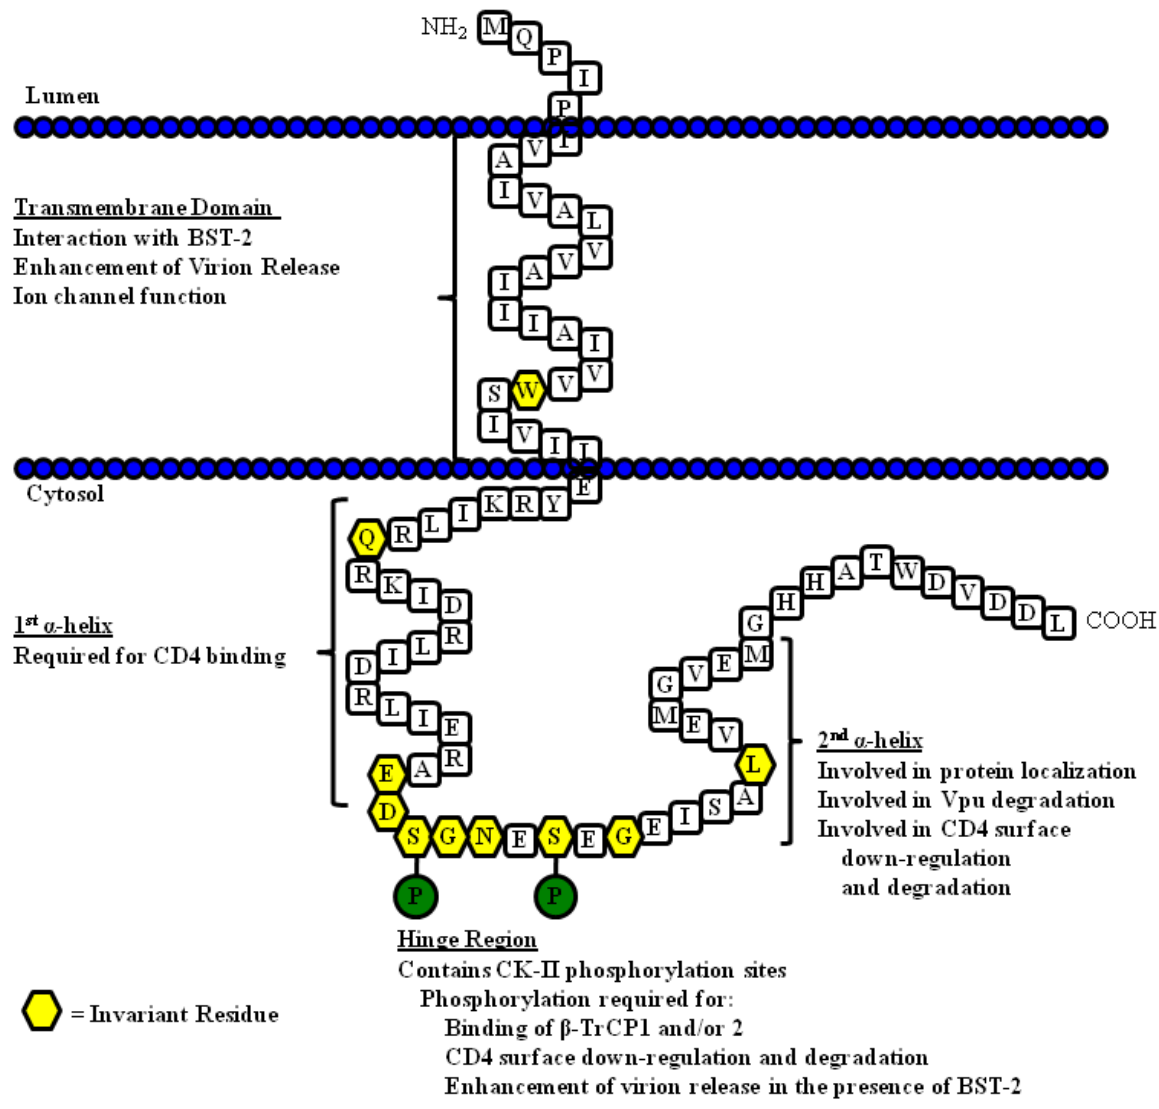 NH₂ M Q P I P
Lumen
V A
I V A L
V V A I
I I A I
V V W S
I V I I
Transmembrane Domain
Interaction with BST-2
Enhancement of Virion Release
Ion channel function
Cytosol
E Y R K I L R Q
R K I D
R L I D
R L I E
R A E
D S G N E S E G E I S A L
V E M
G V E M
G H H A T W D V D D L COOH
P P
1st α-helix
Required for CD4 binding
2nd α-helix
Involved in protein localization
Involved in Vpu degradation
Involved in CD4 surface
down-regulation
and degradation
Hinge Region
Contains CK-II phosphorylation sites
Phosphorylation required for:
Binding of β-TrCP1 and/or 2
CD4 surface down-regulation and degradation
Enhancement of virion release in the presence of BST-2
= Invariant Residue